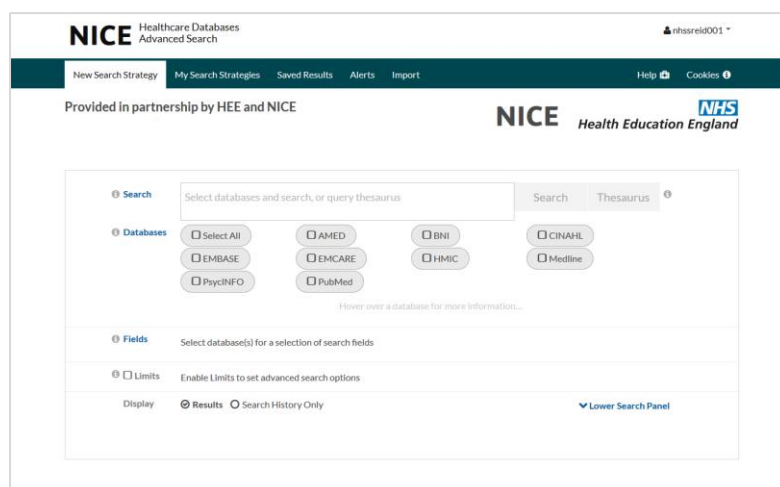 NICE Healthcare Databases
Advanced Search
nhssreid001
New Search Strategy My Search Strategies Saved Results Alerts Import Help Cookies
Provided in partnership by HEE and NICE
NICE
NHS
Health Education England
Search Select databases and search, or query thesaurus Search Thesaurus
Databases Select All AMED BNI CINAHL
EMBASE EMCARE HMIC Medline
PsycINFO PubMed
Hover over a database for more information...
Fields Select database(s) for a selection of search fields
Limits Enable Limits to set advanced search options
Display Results Search History Only Lower Search Panel